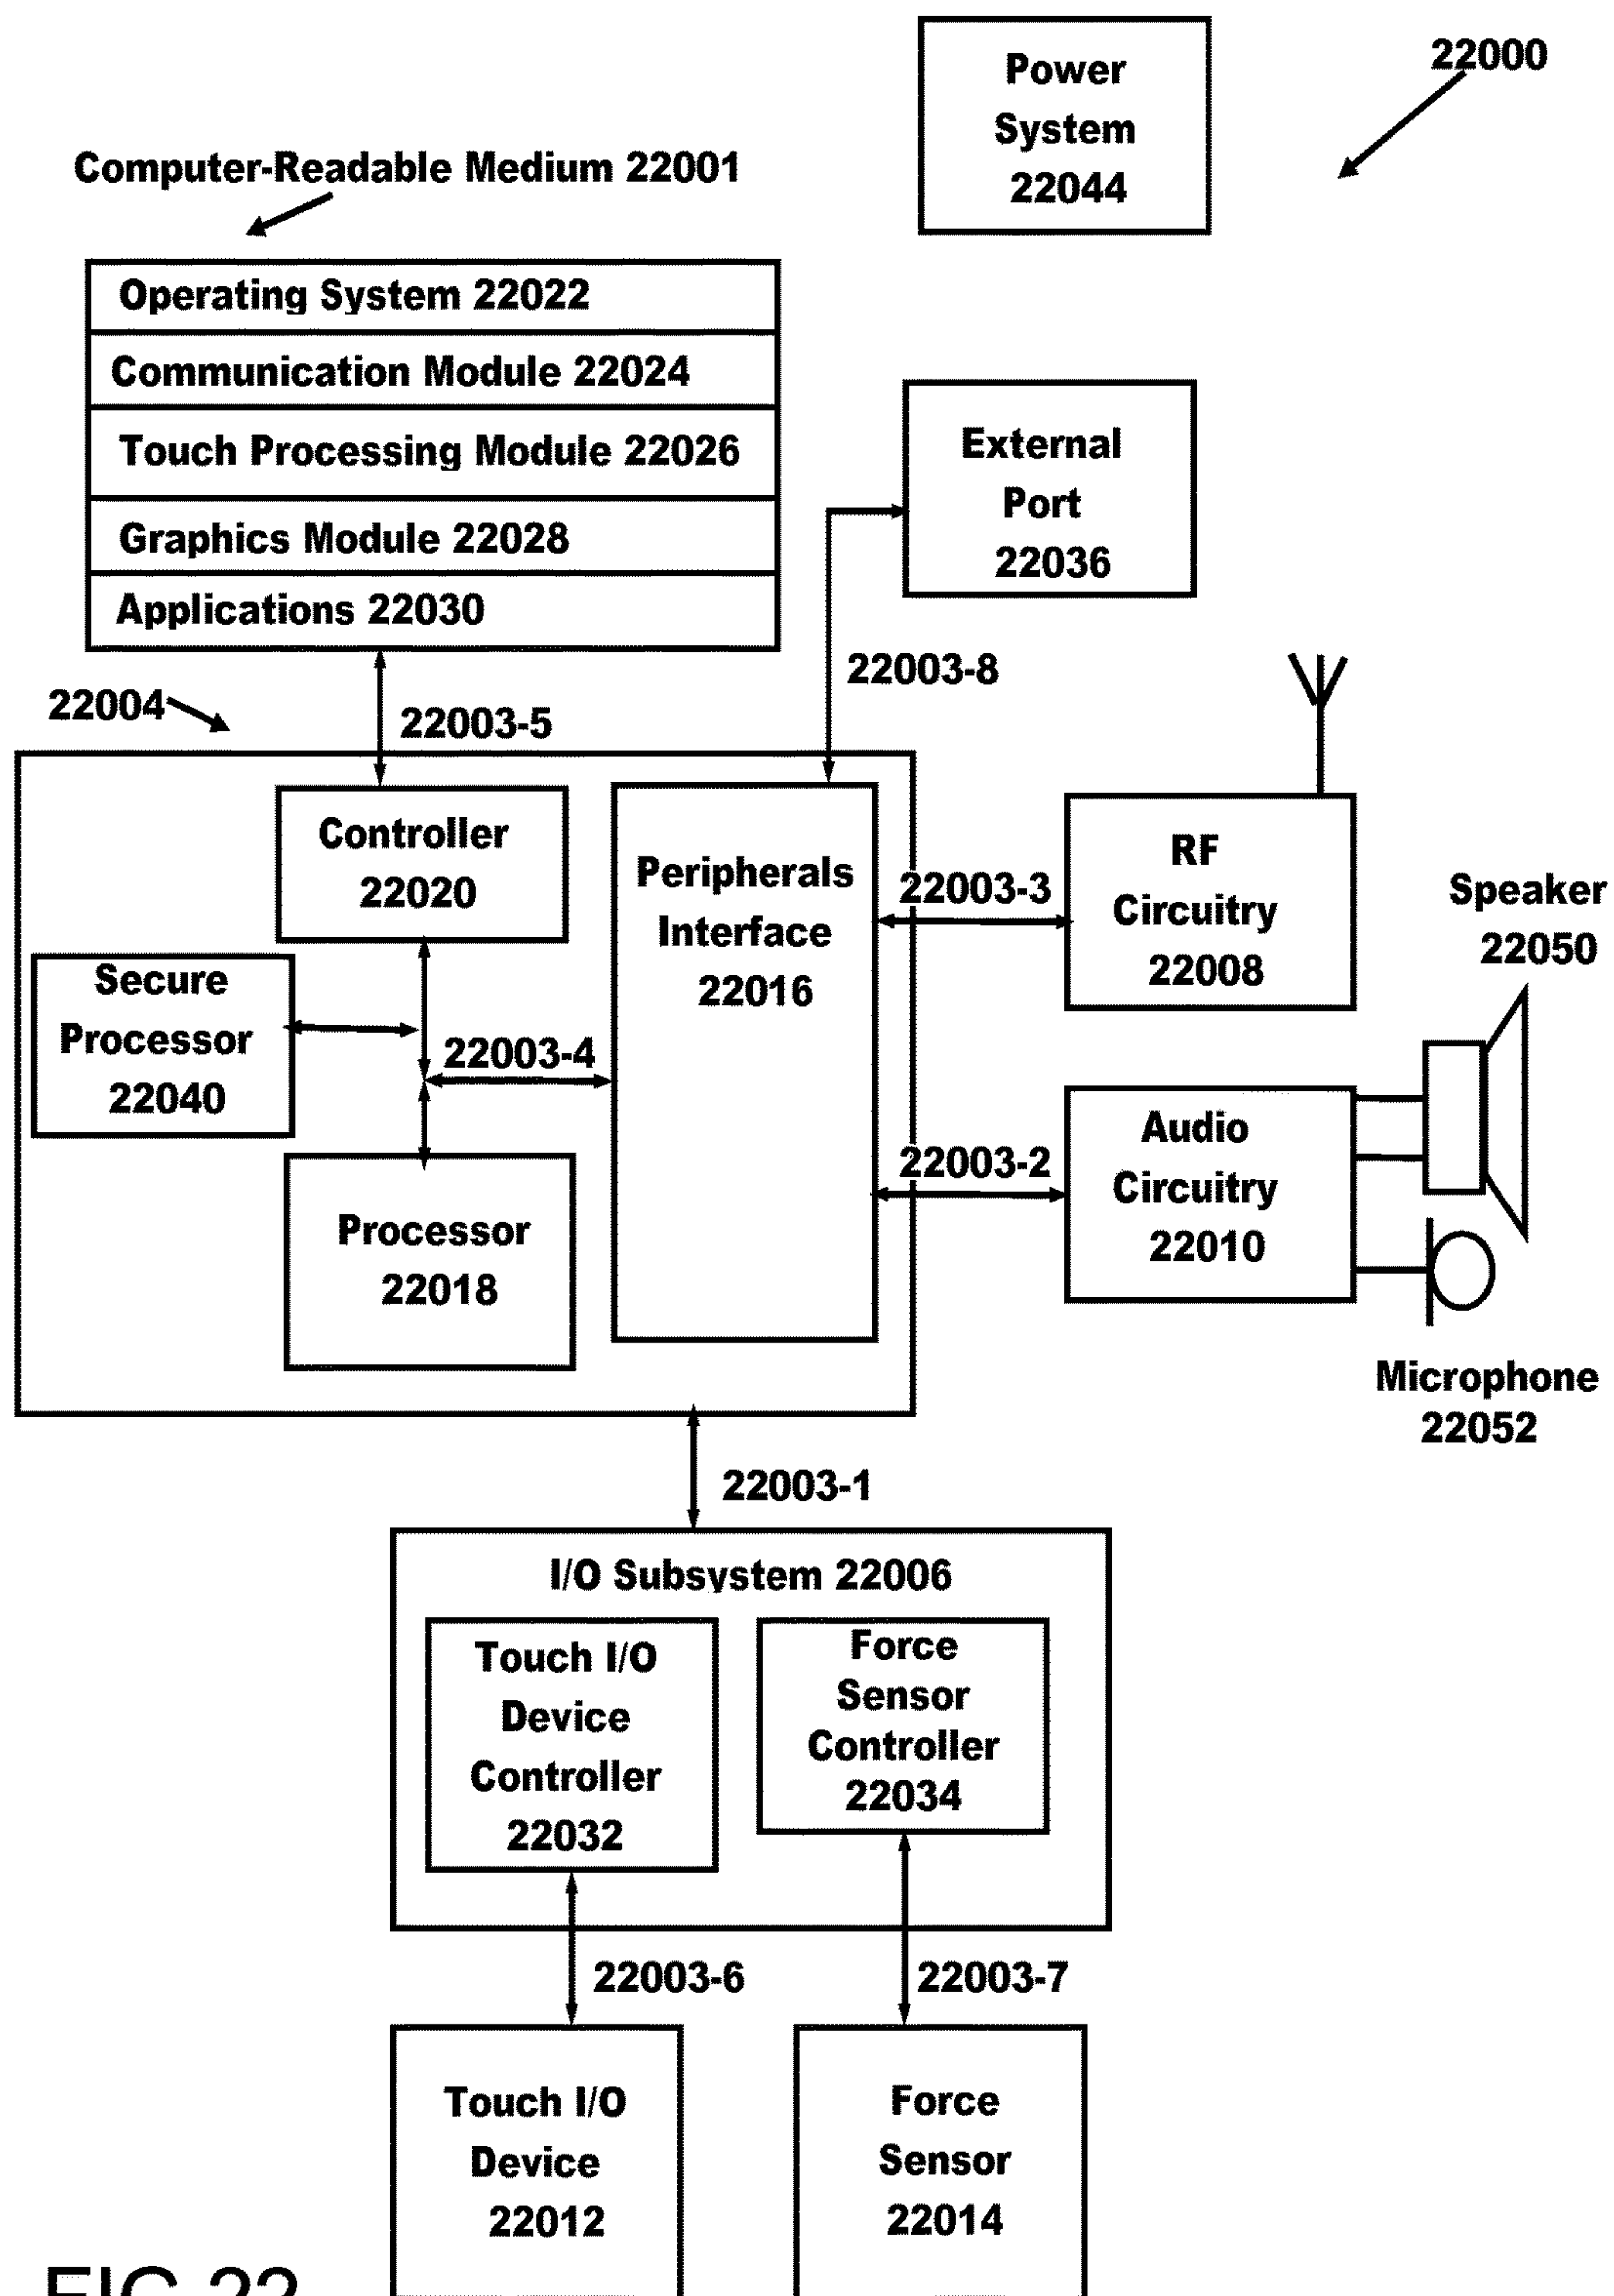 Power
System
22044
22000
Computer-Readable Medium 22001
Operating System 22022
Communication Module 22024
Touch Processing Module 22026
Graphics Module 22028
Applications 22030
External
Port
22036
22003-8
22004
22003-5
Controller
22020
Peripherals
Interface
22016
22003-3
RF
Circuitry
22008
Speaker
22050
Secure
Processor
22040
22003-4
22003-2
Audio
Circuitry
22010
Processor
22018
Microphone
22052
22003-1
I/O Subsystem 22006
Touch I/O
Device
Controller
22032
Force
Sensor
Controller
22034
22003-6
22003-7
Touch I/O
Device
22012
Force
Sensor
22014
FIG.22